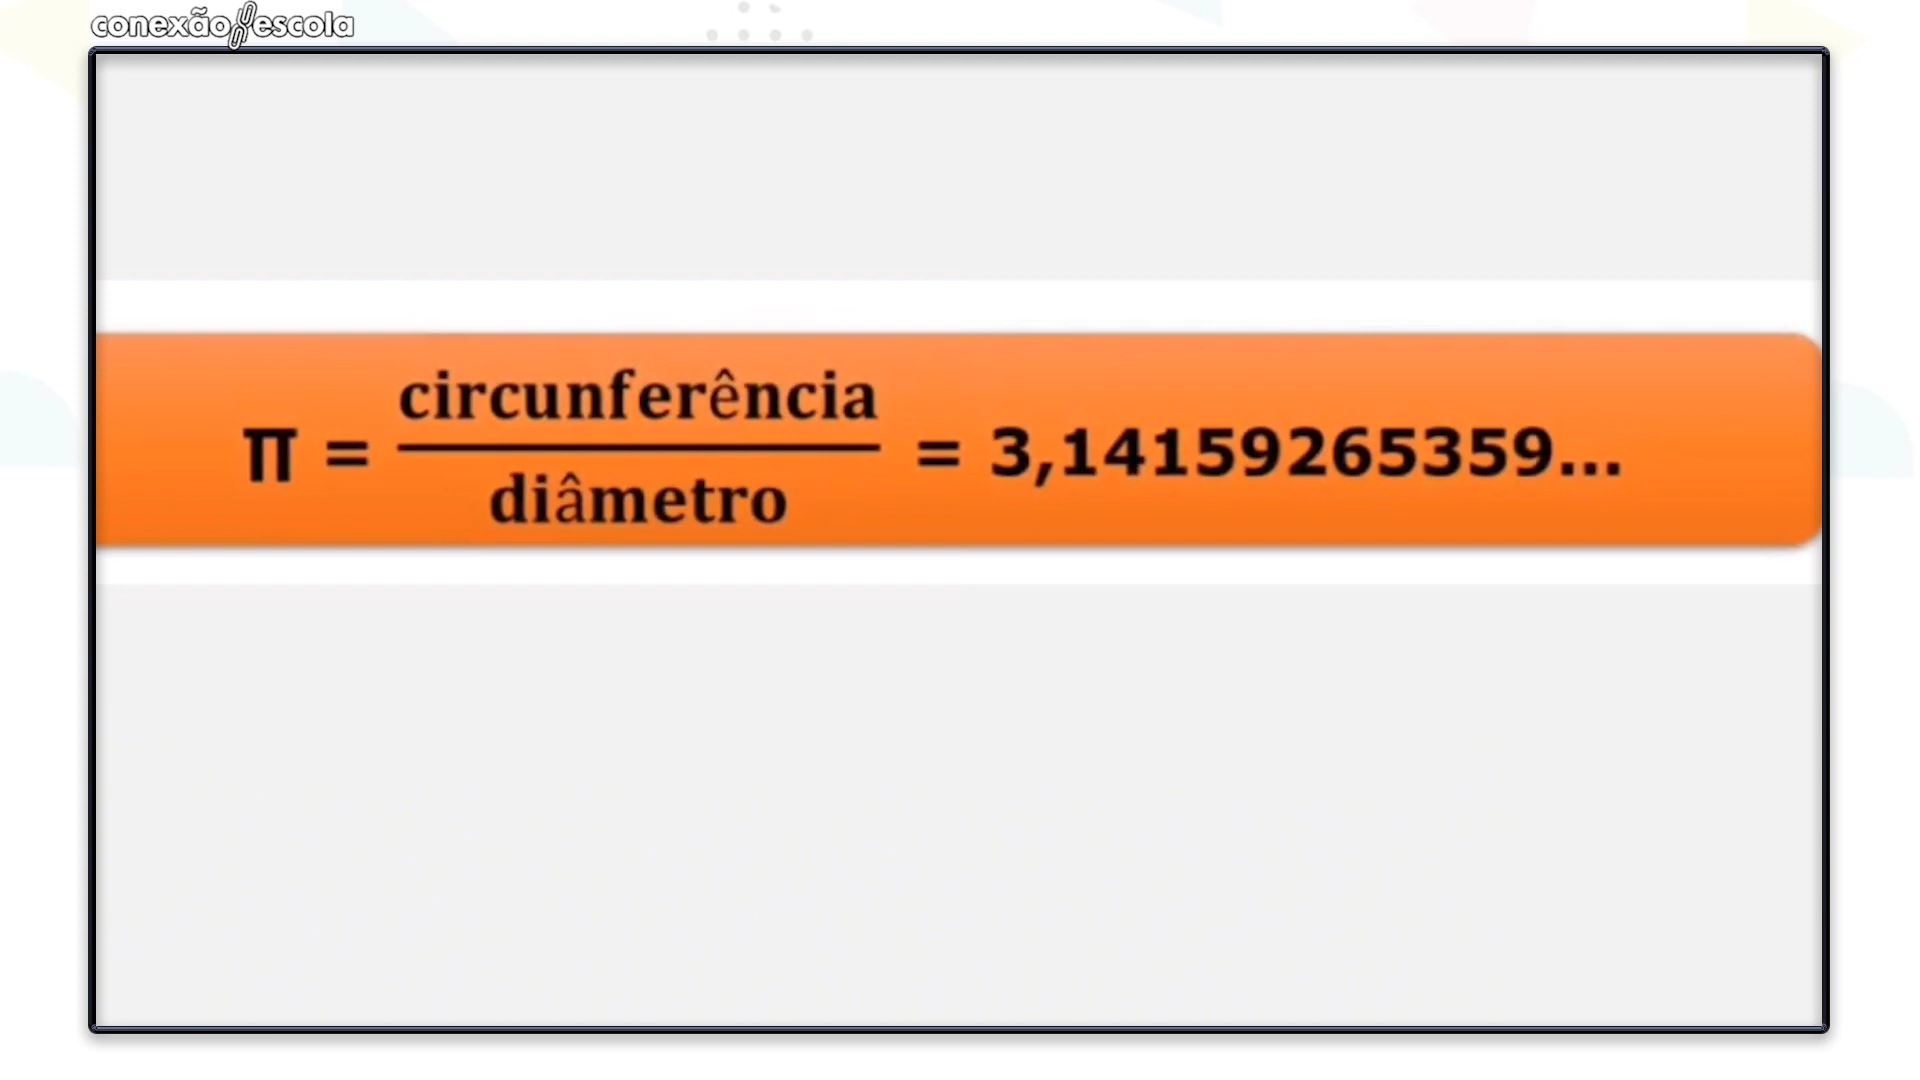 conexão escola
π = circunferência / diâmetro = 3,14159265359...